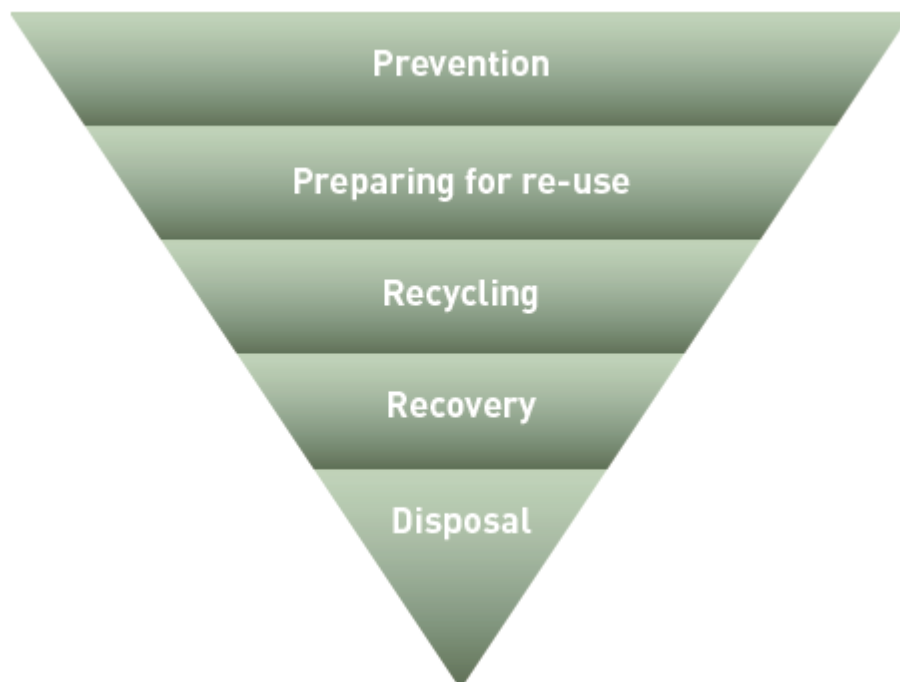 Prevention
Preparing for re-use
Recycling
Recovery
Disposal